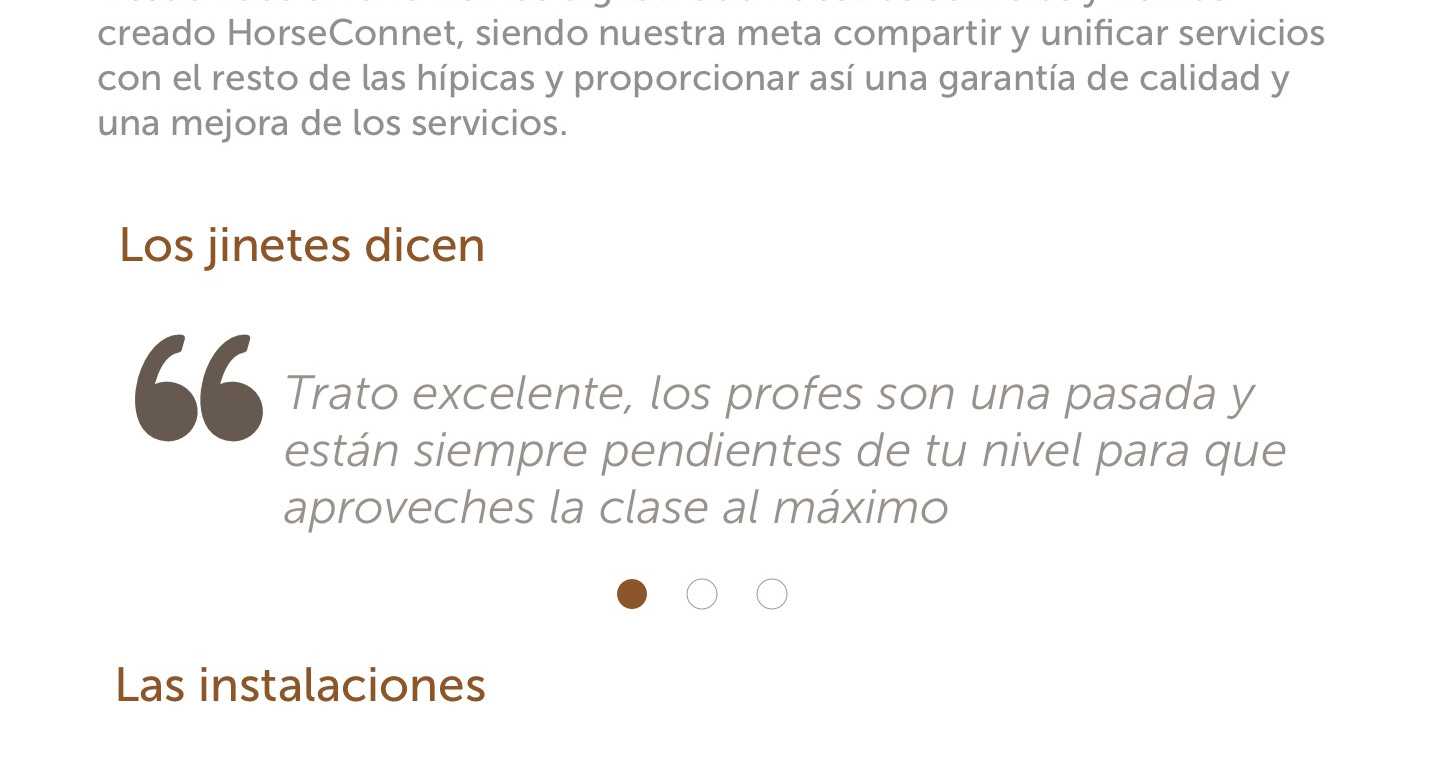 creado HorseConnet, siendo nuestra meta compartir y unificar servicios
con el resto de las hípicas y proporcionar así una garantía de calidad y
una mejora de los servicios.
Los jinetes dicen
“ Trato excelente, los profes son una pasada y
están siempre pendientes de tu nivel para que
aproveches la clase al máximo
Las instalaciones